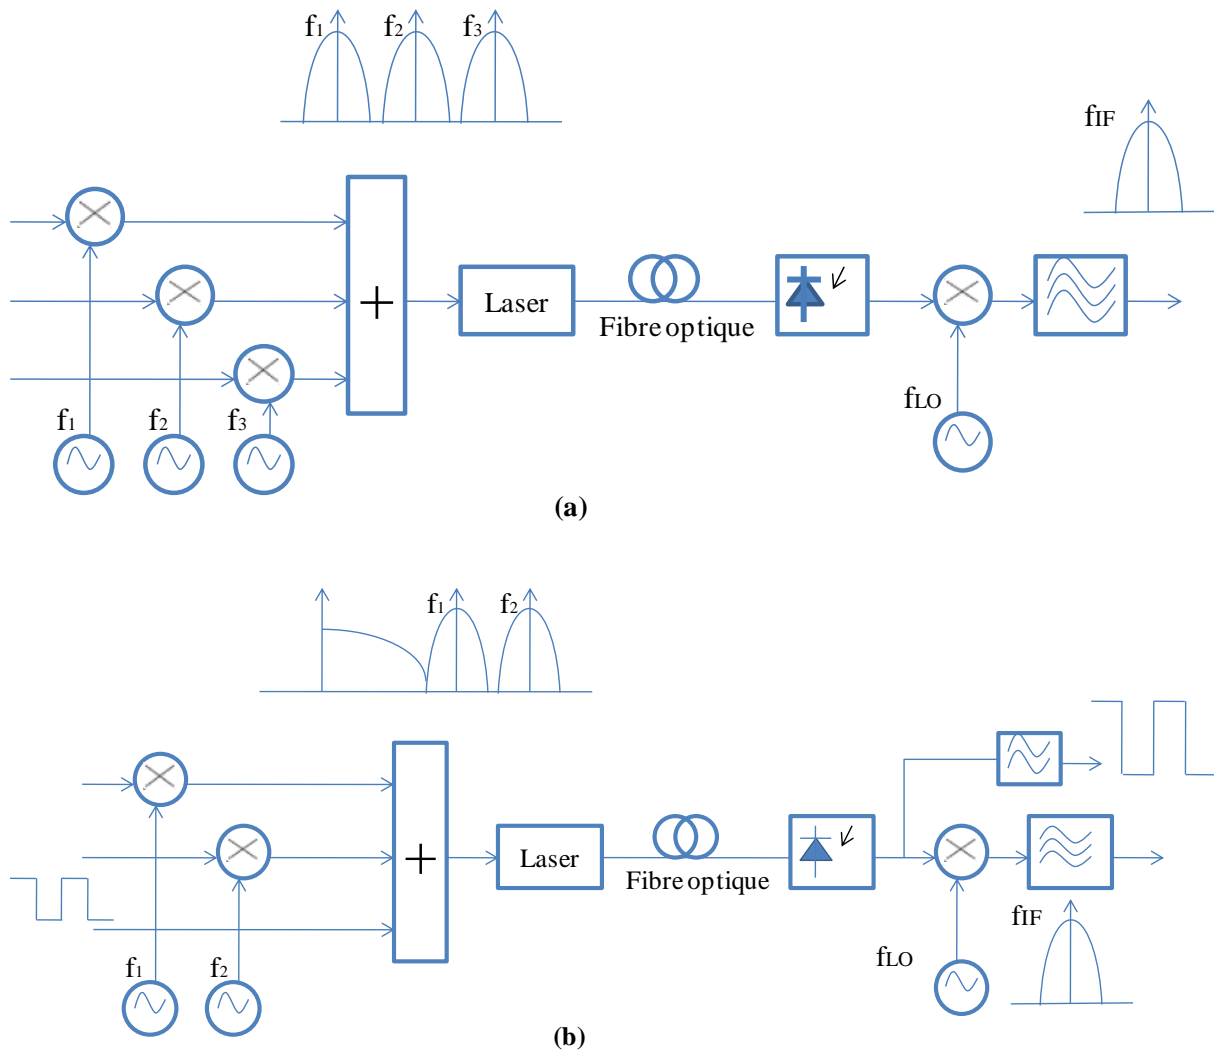 f1 f2 f3
fIF
+
Laser
Fibre optique
f1 f2 f3
fLO
(a)
f1 f2
+
Laser
Fibre optique
fIF
f1 f2
fLO
(b)